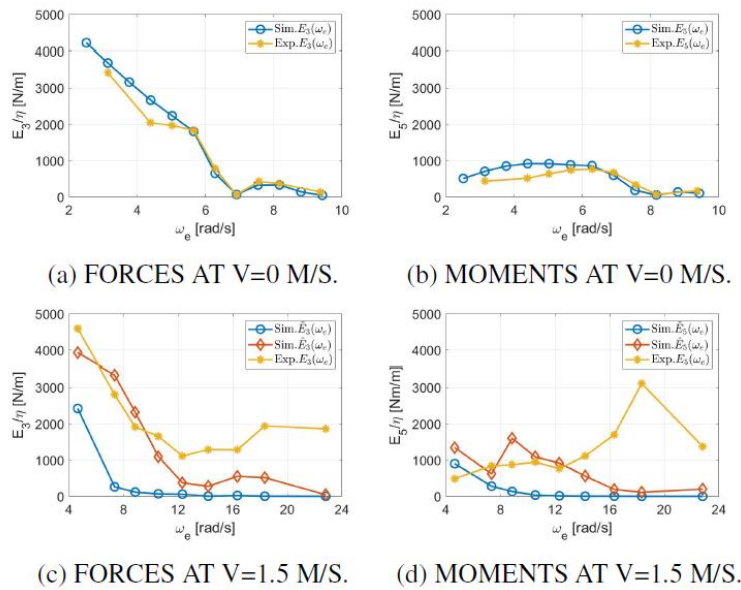 5000
4000
3000
2000
1000
0
E₃/η [N/m]
Sim.E₃(ωₑ)
Exp.E₃(ωₑ)
2 4 6 8 10
ωₑ [rad/s]
(a) FORCES AT V=0 M/S.
5000
4000
3000
2000
1000
0
E₅/η [N/m]
Sim.E₅(ωₑ)
Exp.E₅(ωₑ)
2 4 6 8 10
ωₑ [rad/s]
(b) MOMENTS AT V=0 M/S.
5000
4000
3000
2000
1000
0
E₃/η [N/m]
Sim.Ẽ₃(ωₑ)
Sim.Ê₃(ωₑ)
Exp.E₃(ωₑ)
4 8 12 16 20 24
ωₑ [rad/s]
(c) FORCES AT V=1.5 M/S.
5000
4000
3000
2000
1000
0
E₅/η [Nm/m]
Sim.Ẽ₅(ωₑ)
Sim.Ê₅(ωₑ)
Exp.E₅(ωₑ)
4 8 12 16 20 24
ωₑ [rad/s]
(d) MOMENTS AT V=1.5 M/S.